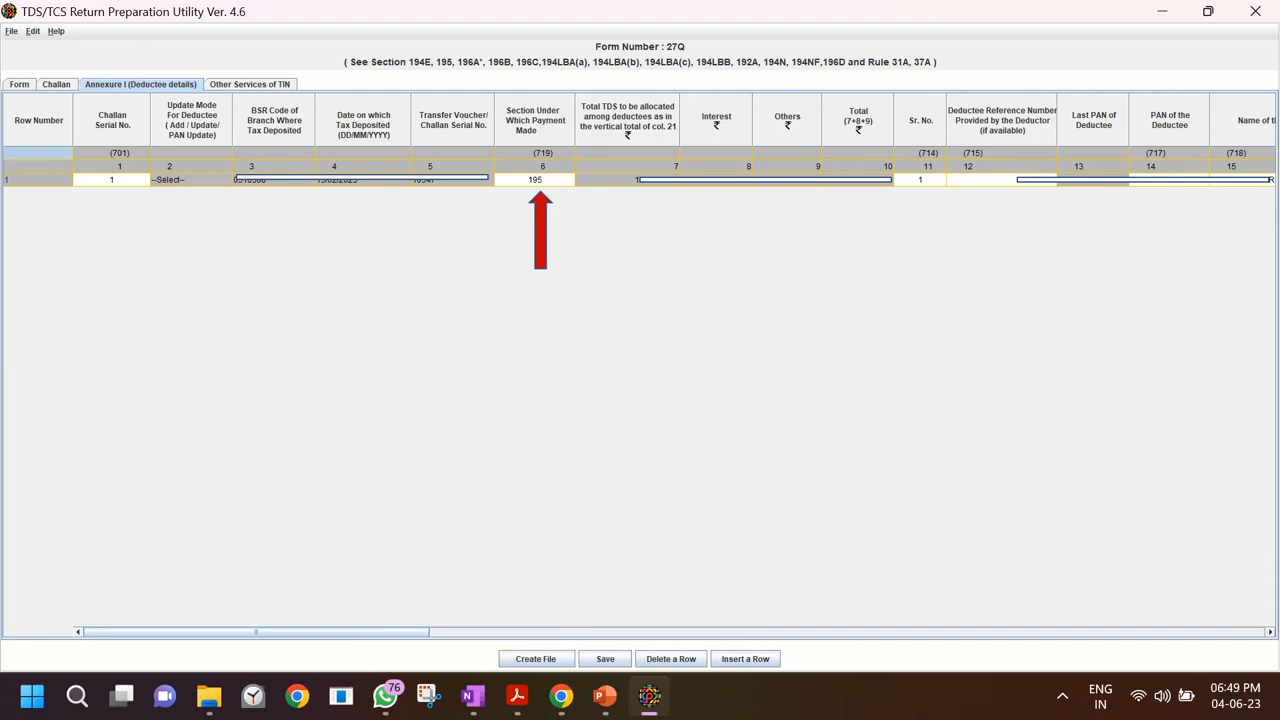 TDS/TCS Return Preparation Utility Ver. 4.6
File Edit Help
Form Number : 27Q
( See Section 194E, 195, 196A*, 196B, 196C,194LBA(a), 194LBA(b), 194LBA(c), 194LBB, 192A, 194N, 194NF,196D and Rule 31A, 37A )
Form Challan Annexure I (Deductee details) Other Services of TIN
Row Number
Challan
Serial No.
Update Mode
For Deductee
( Add / Update/
PAN Update)
BSR Code of
Branch Where
Tax Deposited
Date on which
Tax Deposited
(DD/MM/YYYY)
Transfer Voucher/
Challan Serial No.
Section Under
Which Payment
Made
Total TDS to be allocated
among deductees as in
the vertical total of col. 21
₹
Interest
₹
Others
₹
Total
(7+8+9)
₹
Sr. No.
Deductee Reference Number
Provided by the Deductor
(if available)
Last PAN of
Deductee
PAN of the
Deductee
Name of t
(701) (719) (714) (715) (717) (718)
1 2 3 4 5 6 7 8 9 10 11 12 13 14 15
1 1 --Select-- 195 1 1
Create File Save Delete a Row Insert a Row
76
ENG
IN
06:49 PM
04-06-23